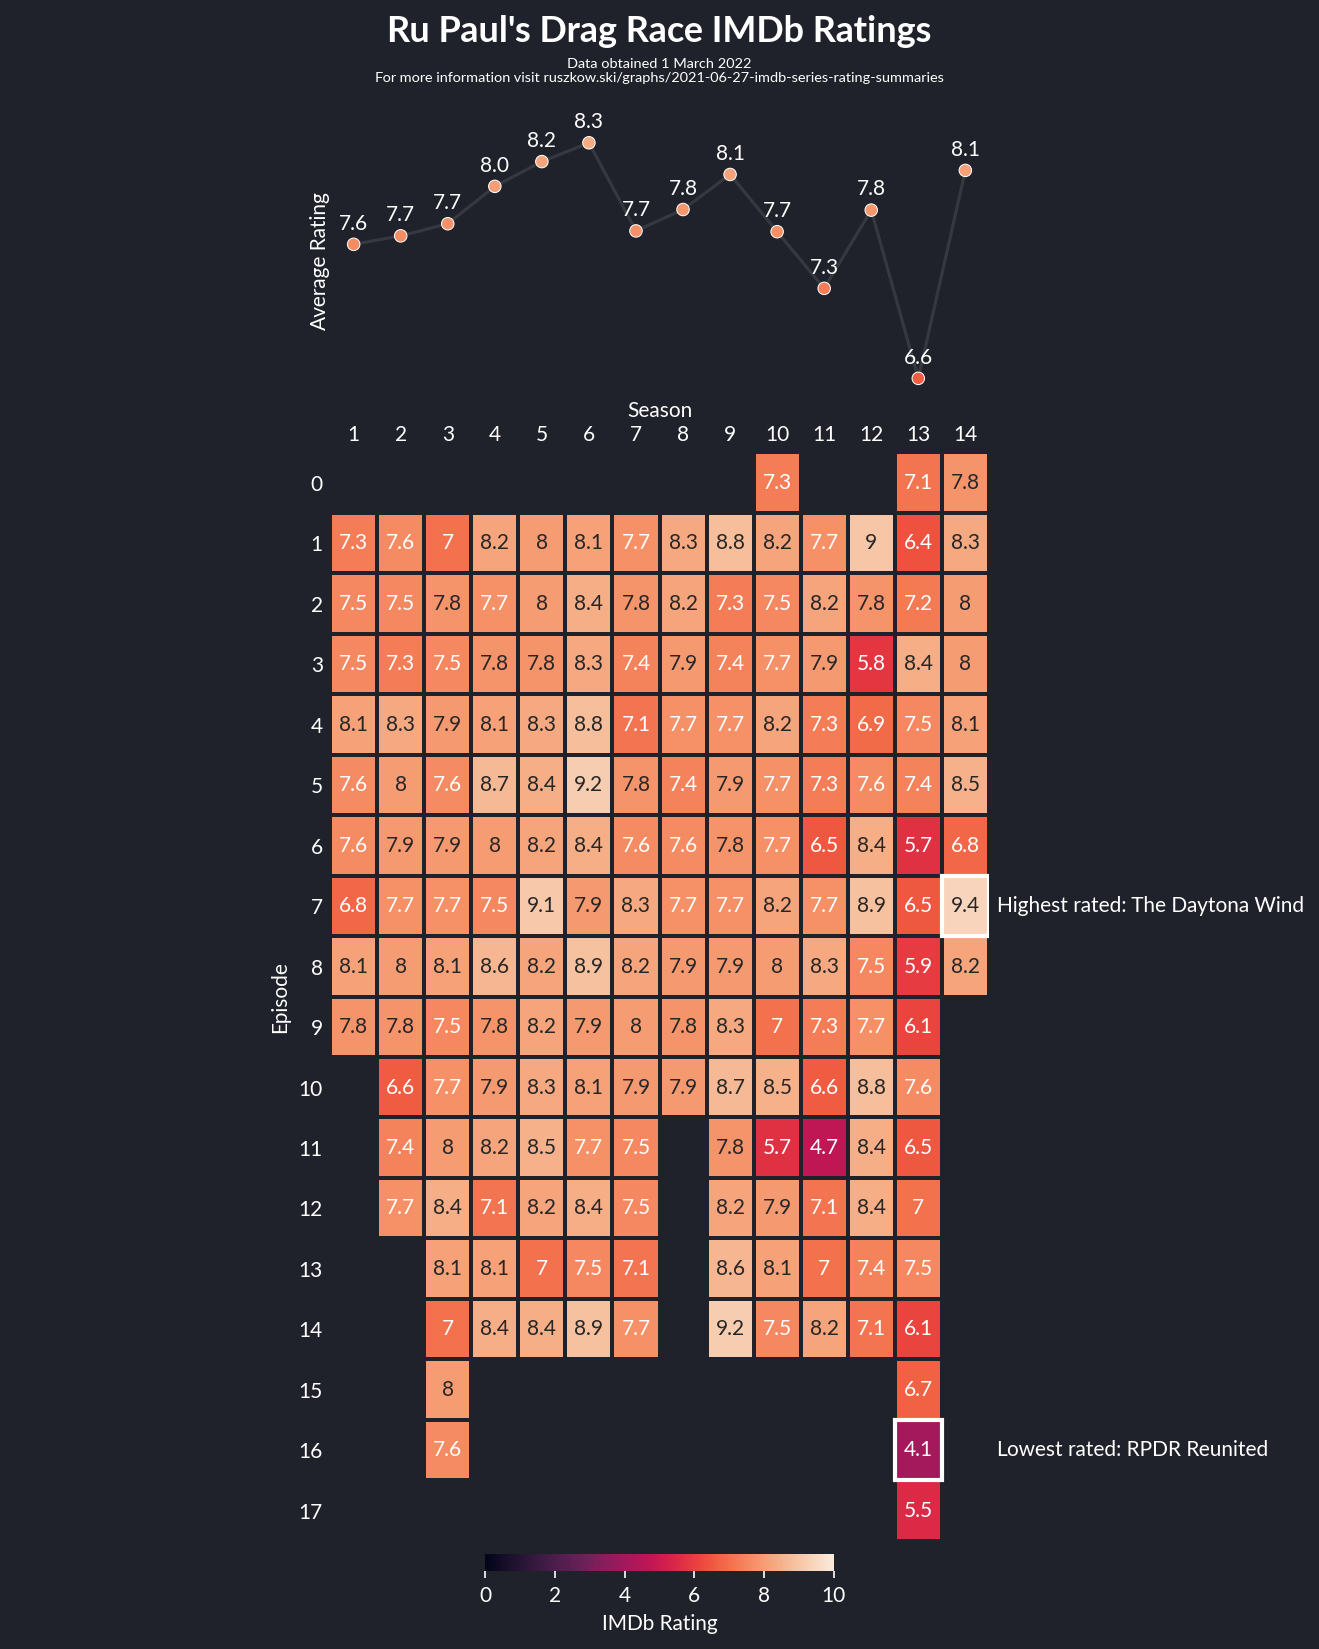 Ru Paul's Drag Race IMDb Ratings
Data obtained 1 March 2022
For more information visit ruszkow.ski/graphs/2021-06-27-imdb-series-rating-summaries
Average Rating
7.6 7.7 7.7 8.0 8.2 8.3 7.7 7.8 8.1 7.7 7.3 7.8 6.6 8.1
Season
1 2 3 4 5 6 7 8 9 10 11 12 13 14
Episode
0 7.3 7.1 7.8
1 7.3 7.6 7 8.2 8 8.1 7.7 8.3 8.8 8.2 7.7 9 6.4 8.3
2 7.5 7.5 7.8 7.7 8 8.4 7.8 8.2 7.3 7.5 8.2 7.8 7.2 8
3 7.5 7.3 7.5 7.8 7.8 8.3 7.4 7.9 7.4 7.7 7.9 5.8 8.4 8
4 8.1 8.3 7.9 8.1 8.3 8.8 7.1 7.7 7.7 8.2 7.3 6.9 7.5 8.1
5 7.6 8 7.6 8.7 8.4 9.2 7.8 7.4 7.9 7.7 7.3 7.6 7.4 8.5
6 7.6 7.9 7.9 8 8.2 8.4 7.6 7.6 7.8 7.7 6.5 8.4 5.7 6.8
7 6.8 7.7 7.7 7.5 9.1 7.9 8.3 7.7 7.7 8.2 7.7 8.9 6.5 9.4 Highest rated: The Daytona Wind
8 8.1 8 8.1 8.6 8.2 8.9 8.2 7.9 7.9 8 8.3 7.5 5.9 8.2
9 7.8 7.8 7.5 7.8 8.2 7.9 8 7.8 8.3 7 7.3 7.7 6.1
10 6.6 7.7 7.9 8.3 8.1 7.9 7.9 8.7 8.5 6.6 8.8 7.6
11 7.4 8 8.2 8.5 7.7 7.5 7.8 5.7 4.7 8.4 6.5
12 7.7 8.4 7.1 8.2 8.4 7.5 8.2 7.9 7.1 8.4 7
13 8.1 8.1 7 7.5 7.1 8.6 8.1 7 7.4 7.5
14 7 8.4 8.4 8.9 7.7 9.2 7.5 8.2 7.1 6.1
15 8 6.7
16 7.6 4.1 Lowest rated: RPDR Reunited
17 5.5
0 2 4 6 8 10
IMDb Rating